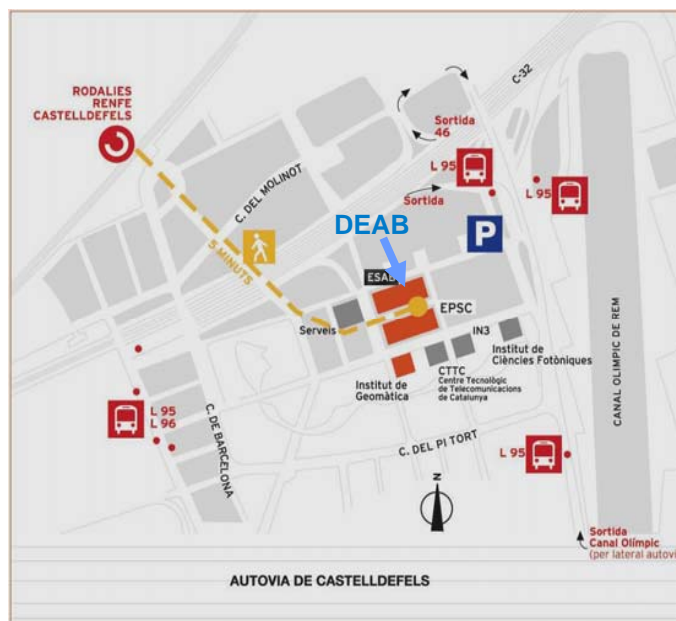 RODALIES
RENFE
CASTELLDEFELS
C-32
Sortida
46
L 95
L 95
C. DEL MOLINOT
Sortida
DEAB
P
5 MINUTS
ESAB
EPSC
Serveis
IN3
Institut de
Ciències Fotòniques
CTTC
Centre Tecnològic
de Telecomunicacions
de Catalunya
Institut de
Geomàtica
CANAL OLIMPIC DE REM
L 95
L 96
C. DE BARCELONA
C. DEL PI TORT
L 95
N
Sortida
Canal Olímpic
(per lateral autovi
AUTOVIA DE CASTELLDEFELS